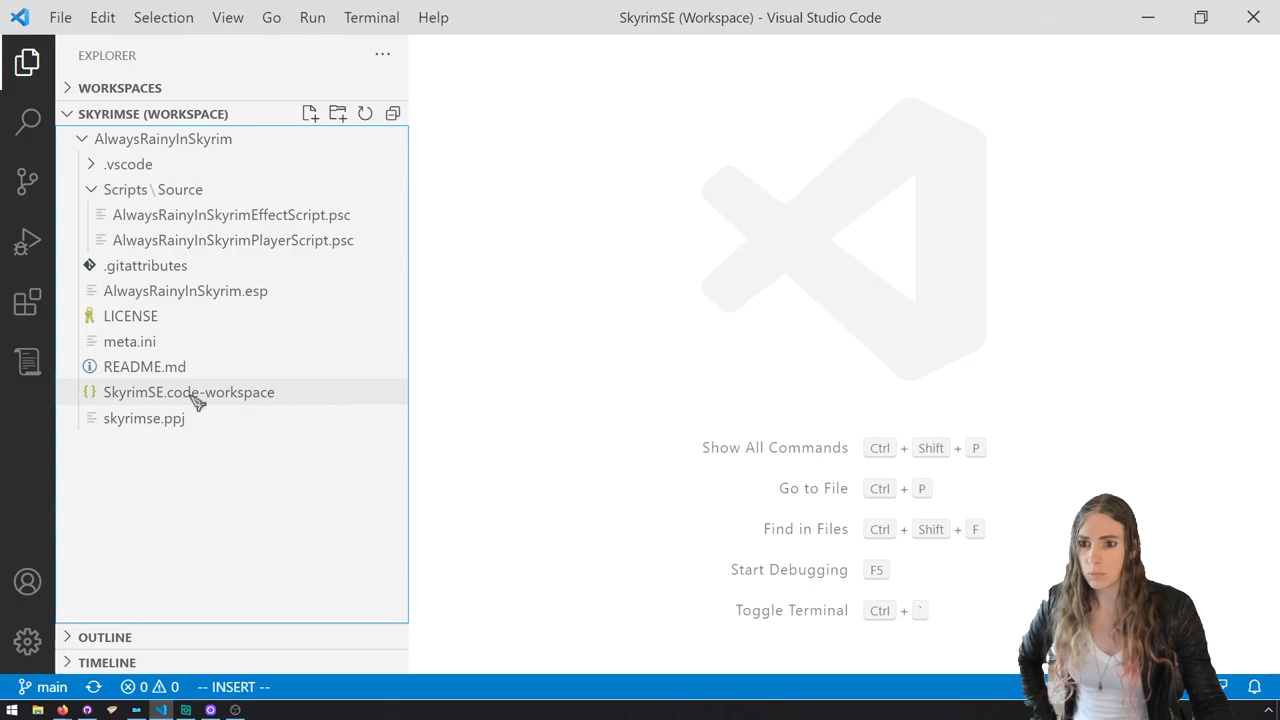 File Edit Selection View Go Run Terminal Help
SkyrimSE (Workspace) - Visual Studio Code
EXPLORER
WORKSPACES
SKYRIMSE (WORKSPACE)
AlwaysRainyInSkyrim
.vscode
Scripts\Source
AlwaysRainyInSkyrimEffectScript.psc
AlwaysRainyInSkyrimPlayerScript.psc
.gitattributes
AlwaysRainyInSkyrim.esp
LICENSE
meta.ini
README.md
SkyrimSE.code-workspace
skyrimse.ppj
OUTLINE
TIMELINE
Show All Commands Ctrl + Shift + P
Go to File Ctrl + P
Find in Files Ctrl + Shift + F
Start Debugging F5
Toggle Terminal Ctrl + `
main 0 0 -- INSERT --